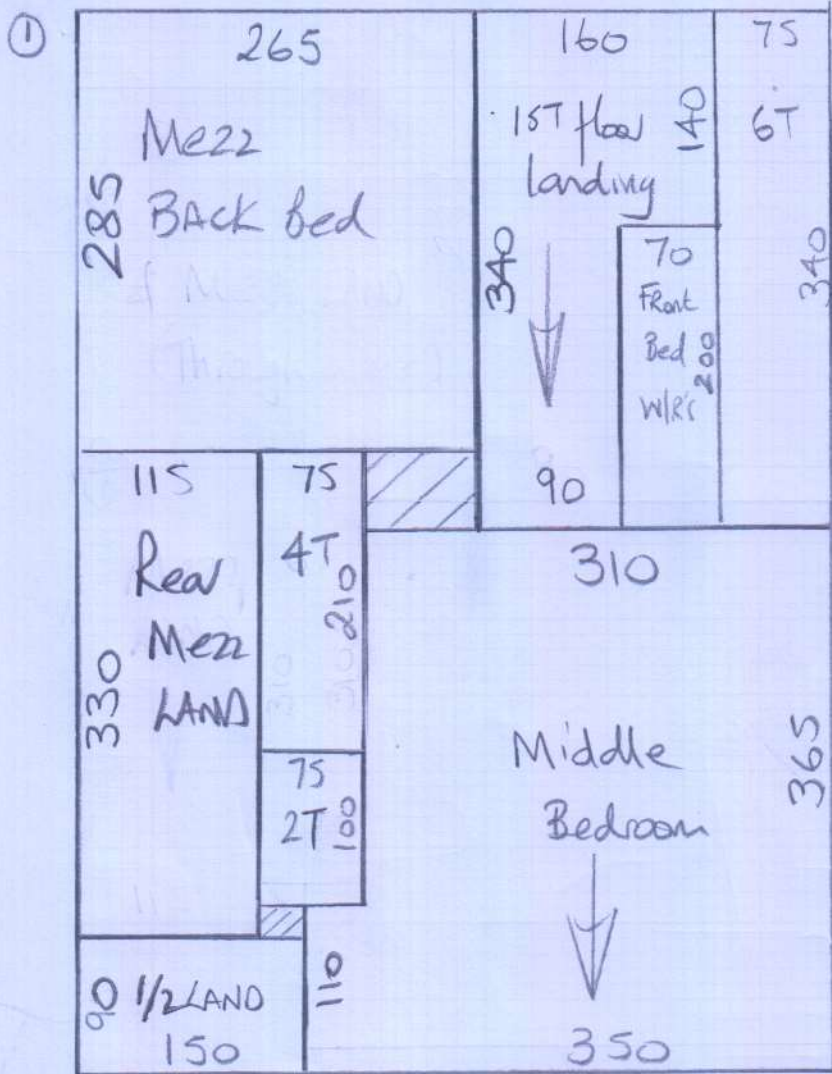 ①
265
160
75
Mezz
BACK Bed
285
1ST floor
landing
140
6T
340
70
Front
Bed
W/R's
200
340
90
115
75
4T
210
Rear
Mezz
LAND
330
310
Middle
Bedroom
365
75
2T
100
90 1/2 LAND
150
110
350